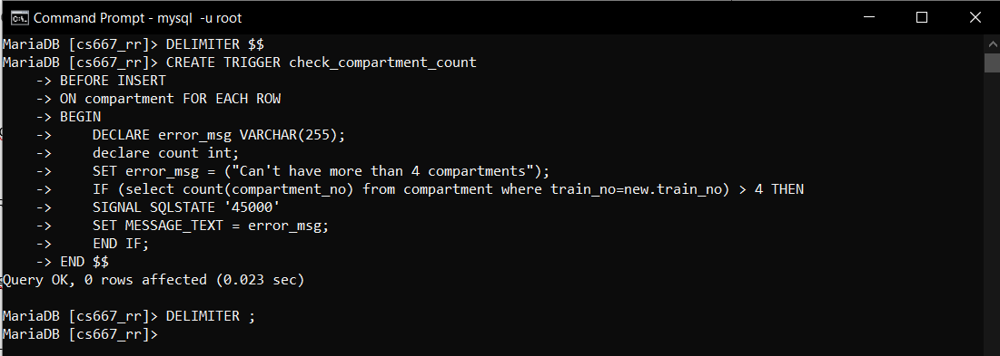 Command Prompt - mysql -u root
MariaDB [cs667_rr]> DELIMITER $$
MariaDB [cs667_rr]> CREATE TRIGGER check_compartment_count
    -> BEFORE INSERT
    -> ON compartment FOR EACH ROW
    -> BEGIN
    ->     DECLARE error_msg VARCHAR(255);
    ->     declare count int;
    ->     SET error_msg = ("Can't have more than 4 compartments");
    ->     IF (select count(compartment_no) from compartment where train_no=new.train_no) > 4 THEN
    ->     SIGNAL SQLSTATE '45000'
    ->     SET MESSAGE_TEXT = error_msg;
    ->     END IF;
    -> END $$
Query OK, 0 rows affected (0.023 sec)
MariaDB [cs667_rr]> DELIMITER ;
MariaDB [cs667_rr]>